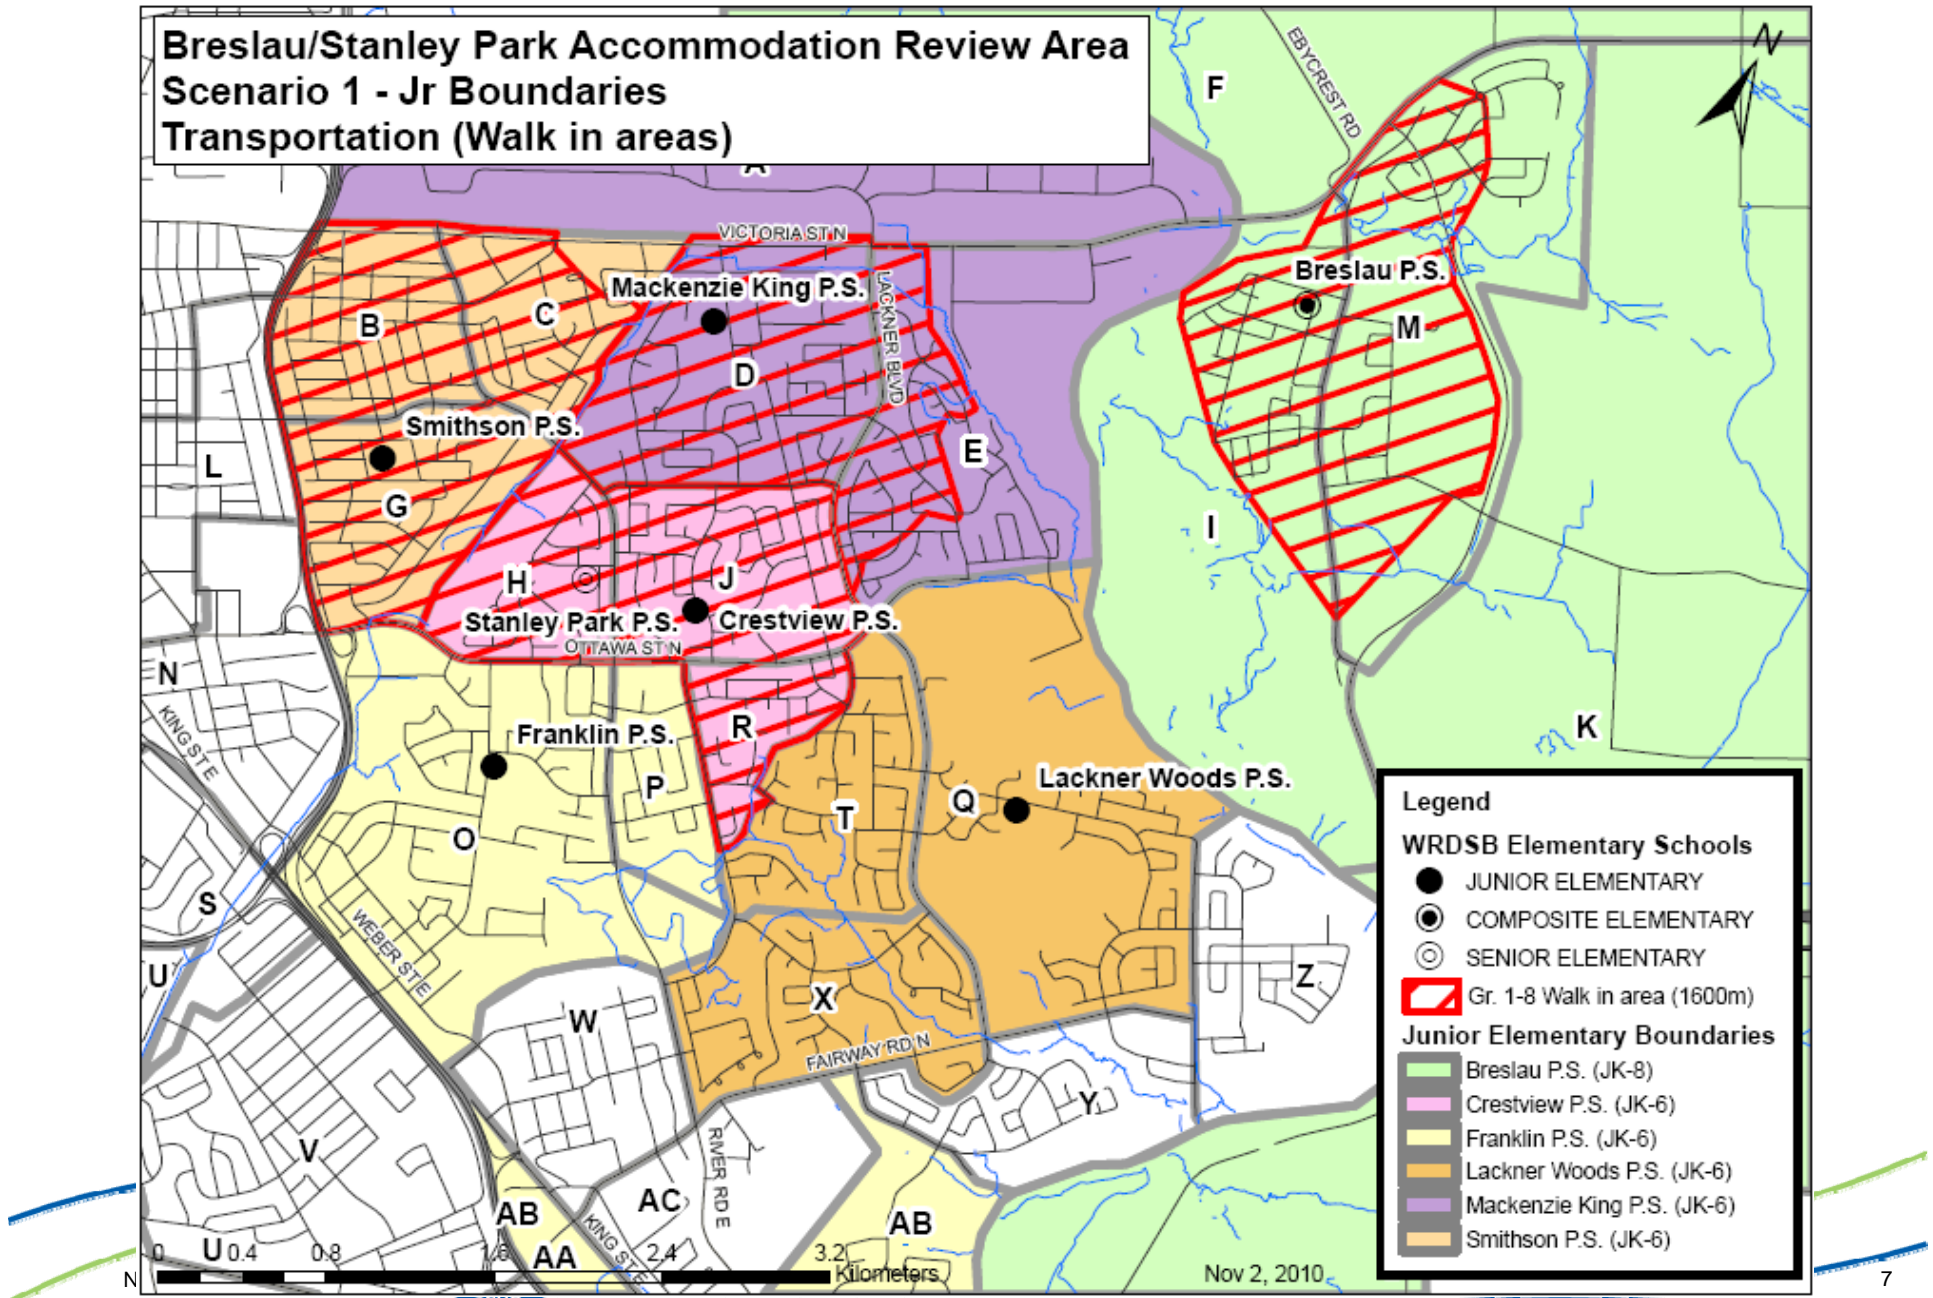 Breslau/Stanley Park Accommodation Review Area
Scenario 1 - Jr Boundaries
Transportation (Walk in areas)
N
F
EBYCREST RD
A
VICTORIA ST N
Breslau P.S.
Mackenzie King P.S.
LACKNER BLVD
B
C
M
D
Smithson P.S.
E
L
G
I
H
J
Stanley Park P.S.
Crestview P.S.
OTTAWA ST N
N
KING ST E
R
K
Franklin P.S.
P
Lackner Woods P.S.
Q
T
O
S
WEBER ST E
U
X
Z
W
FAIRWAY RD N
Y
V
RIVER RD E
AC
AB
KING ST E
AB
U
AA
0 0.4 0.8 1.6 2.4 3.2
Kilometers
Nov 2, 2010
Legend
WRDSB Elementary Schools
JUNIOR ELEMENTARY
COMPOSITE ELEMENTARY
SENIOR ELEMENTARY
Gr. 1-8 Walk in area (1600m)
Junior Elementary Boundaries
Breslau P.S. (JK-8)
Crestview P.S. (JK-6)
Franklin P.S. (JK-6)
Lackner Woods P.S. (JK-6)
Mackenzie King P.S. (JK-6)
Smithson P.S. (JK-6)
N
7